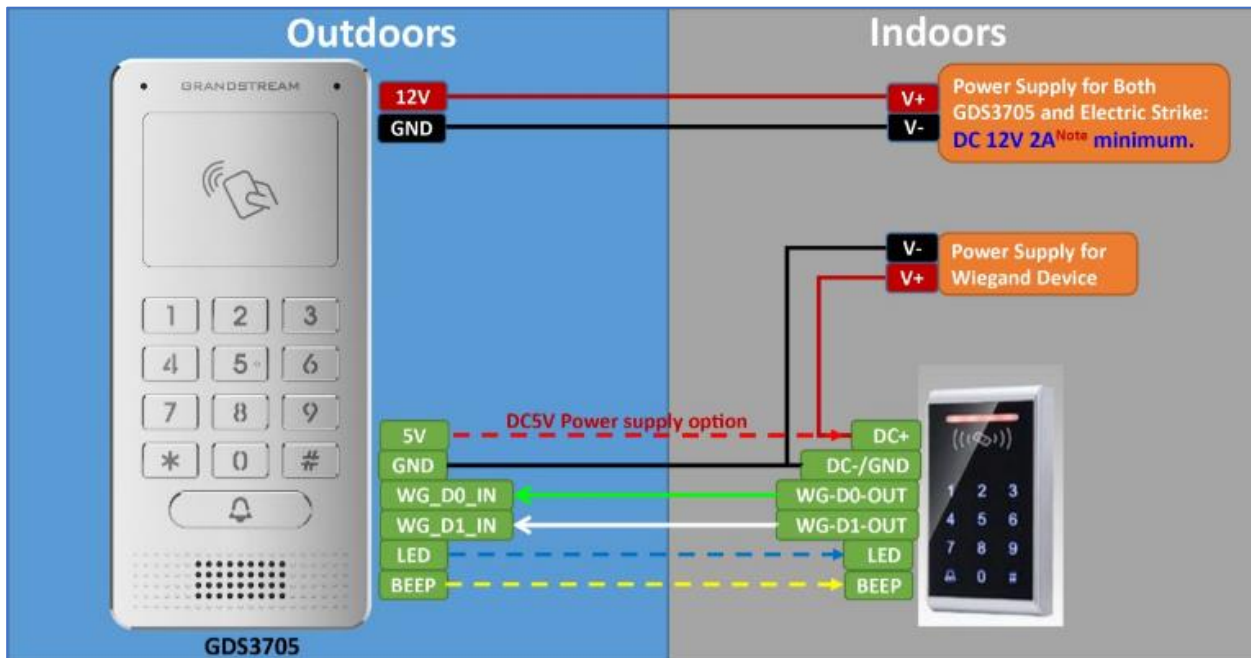 Outdoors
Indoors
GRANDSTREAM
12V
GND
V+
V-
Power Supply for Both
GDS3705 and Electric Strike:
DC 12V 2A Note minimum.
V-
V+
Power Supply for
Wiegand Device
1 2 3
4 5 6
7 8 9
* 0 #
DC5V Power supply option
5V
GND
WG_D0_IN
WG_D1_IN
LED
BEEP
DC+
DC-/GND
WG-D0-OUT
WG-D1-OUT
LED
BEEP
1 2 3
4 5 6
7 8 9
0 #
GDS3705